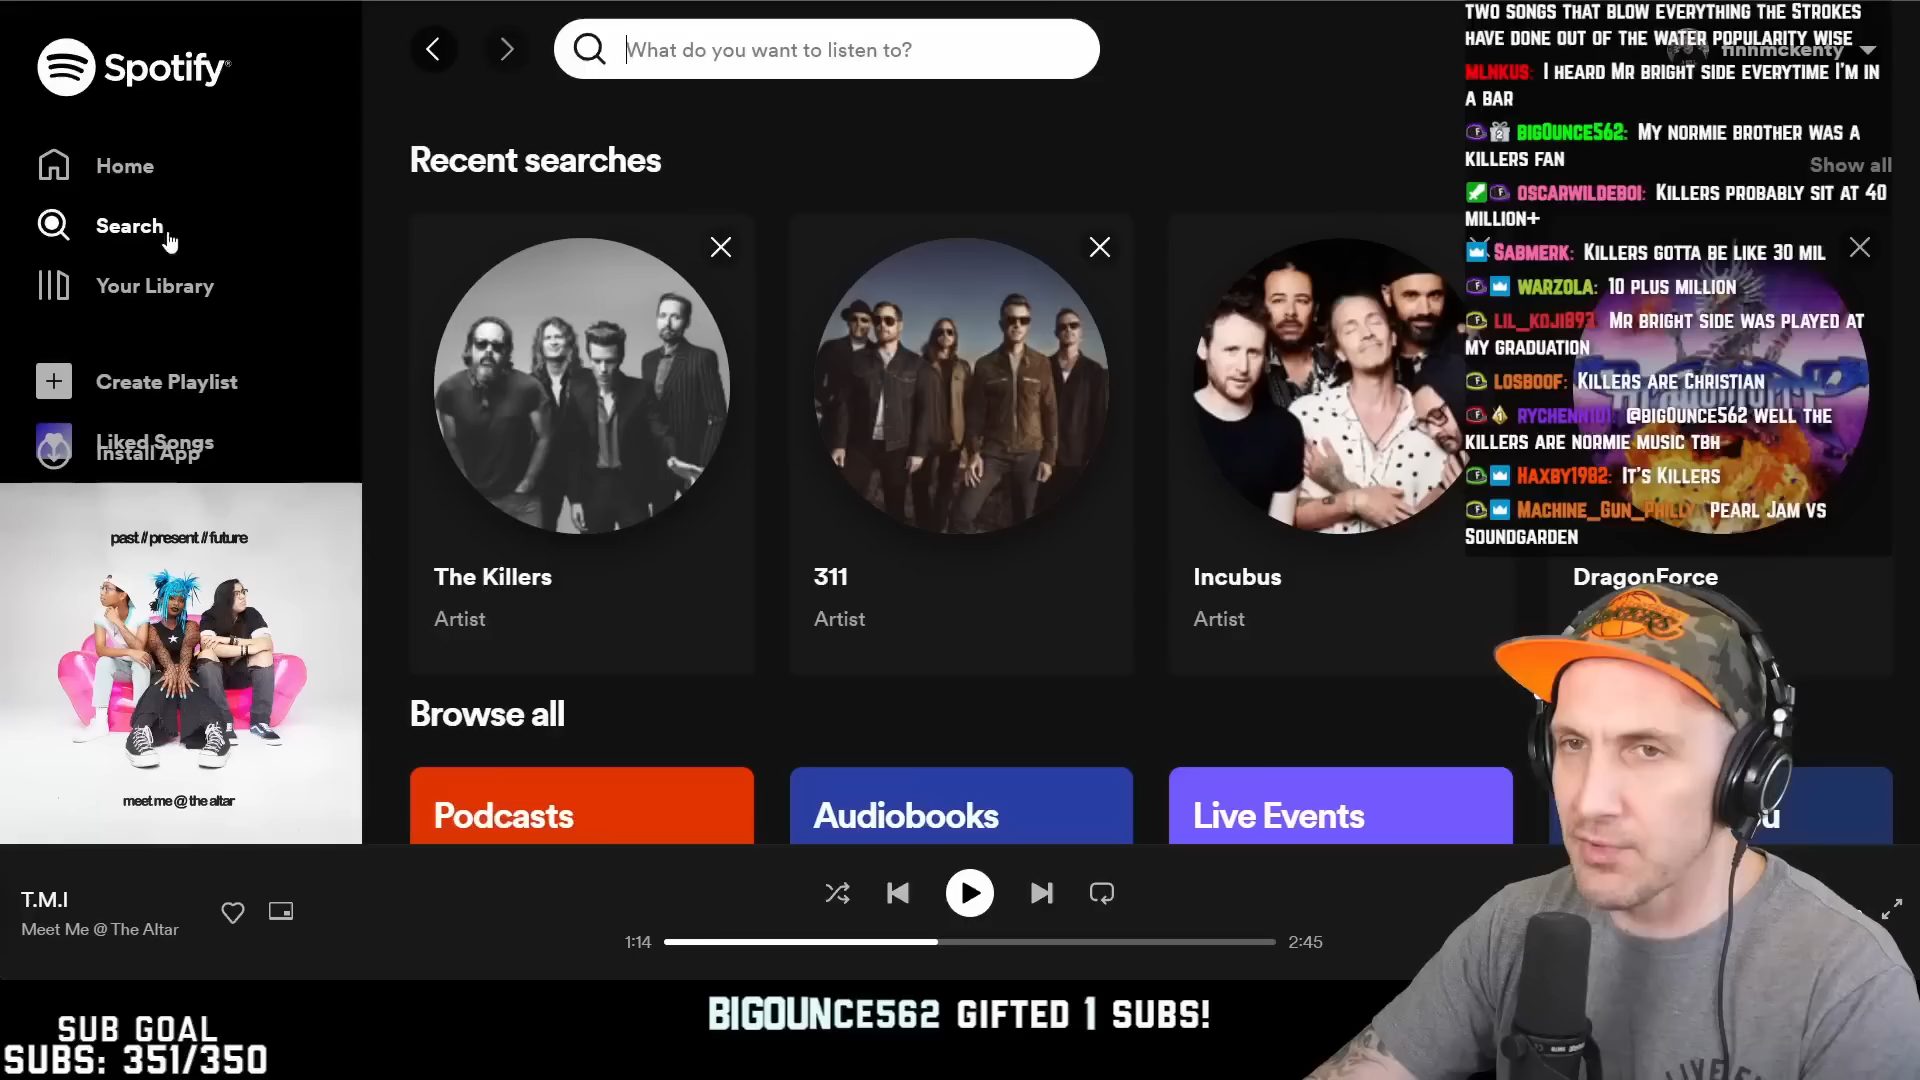 Spotify
Home
Search
Your Library
Create Playlist
Liked Songs
Install App
past // present // future
meet me @ the altar
What do you want to listen to?
finnmckenty
Recent searches
Show all
The Killers
Artist
311
Artist
Incubus
Artist
DragonForce
Browse all
Podcasts
Audiobooks
Live Events
TWO SONGS THAT BLOW EVERYTHING THE STROKES
HAVE DONE OUT OF THE WATER POPULARITY WISE
MLNKUS: I HEARD MR BRIGHT SIDE EVERYTIME I'M IN
A BAR
BIGOUNCE562: MY NORMIE BROTHER WAS A
KILLERS FAN
OSCARWILDEBOI: KILLERS PROBABLY SIT AT 40
MILLION+
SABMERK: KILLERS GOTTA BE LIKE 30 MIL
WARZOLA: 10 PLUS MILLION
LIL_KOJI893: MR BRIGHT SIDE WAS PLAYED AT
MY GRADUATION
LOSBOOF: KILLERS ARE CHRISTIAN
@BIGOUNCE562 WELL THE
KILLERS ARE NORMIE MUSIC TBH
HAXBY1982: IT'S KILLERS
MACHINE_GUN_PHILLY PEARL JAM VS
SOUNDGARDEN
T.M.I
Meet Me @ The Altar
1:14
2:45
SUB GOAL
SUBS: 351/350
BIGOUNCE562 GIFTED 1 SUBS!